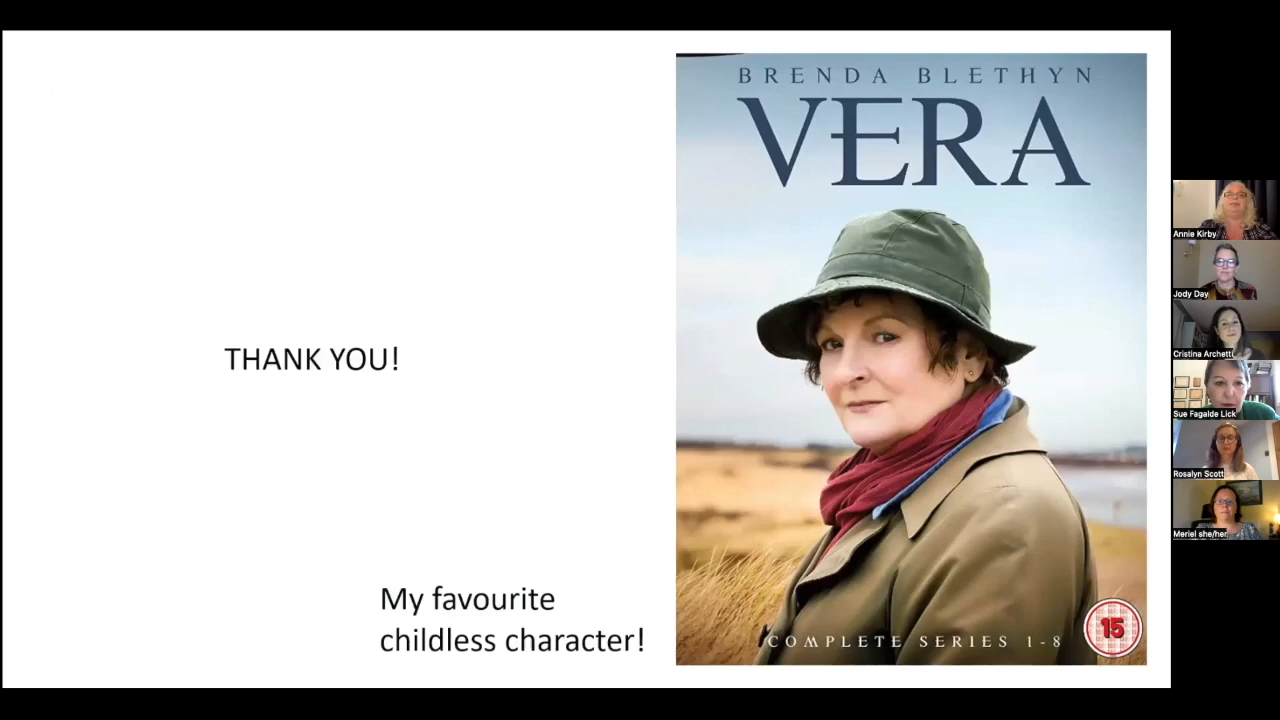 THANK YOU!
My favourite
childless character!
BRENDA BLETHYN
VERA
COMPLETE SERIES 1-8
15
Annie Kirby
Jody Day
Cristina Archetti
Sue Fagalde Lick
Rosalyn Scott
Meriel she/her